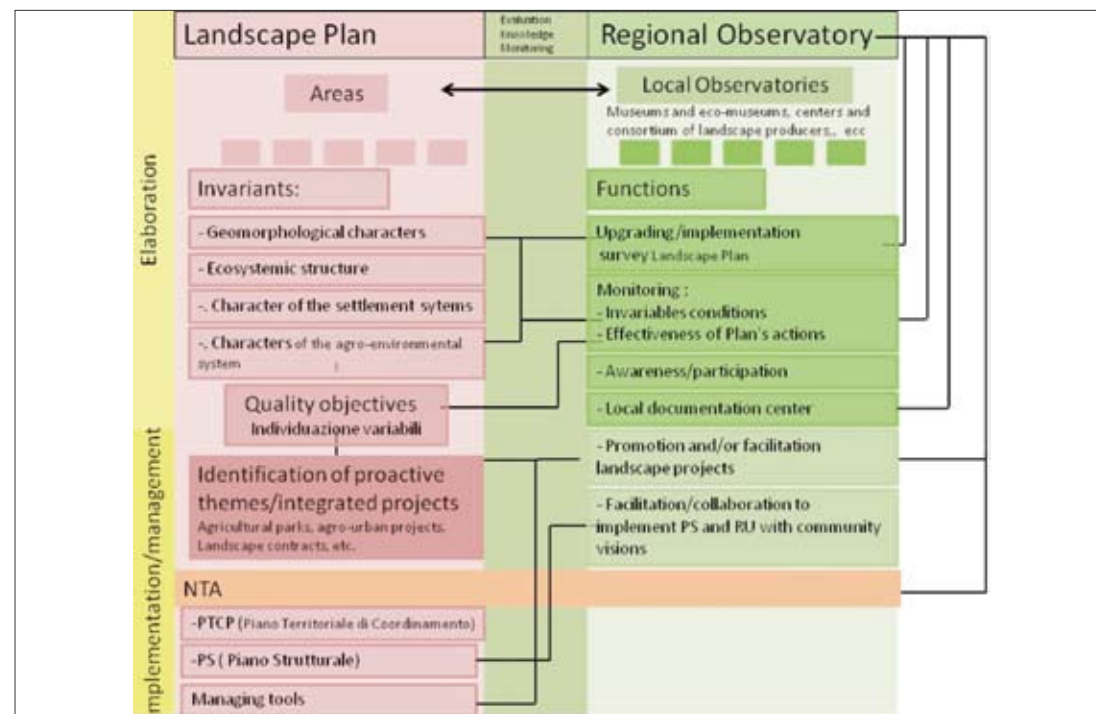 Landscape Plan
Evaluation
Knowledge
Monitoring
Regional Observatory
Elaboration
Areas
Local Observatories
Museums and eco-museums, centers and
consortium of landscape producers,. ecc
Invariants:
- Geomorphological characters
- Ecosystemic structure
-. Character of the settlement sytems
-. Characters of the agro-environmental
system
Functions
Upgrading/implementation
survey Landscape Plan
Monitoring :
- Invariables conditions
- Effectiveness of Plan's actions
- Awareness/participation
- Local documentation center
- Promotion and/or facilitation
landscape projects
- Facilitation/collaboration to
implement PS and RU with community
visions
Quality objectives
Individuazione variabili
mplementation/management
Identification of proactive
themes/integrated projects
Agricultural parks, agro-urban projects.
Landscape contracts, etc.
NTA
-PTCP (Piano Territoriale di Coordinamento)
-PS ( Piano Strutturale)
Managing tools